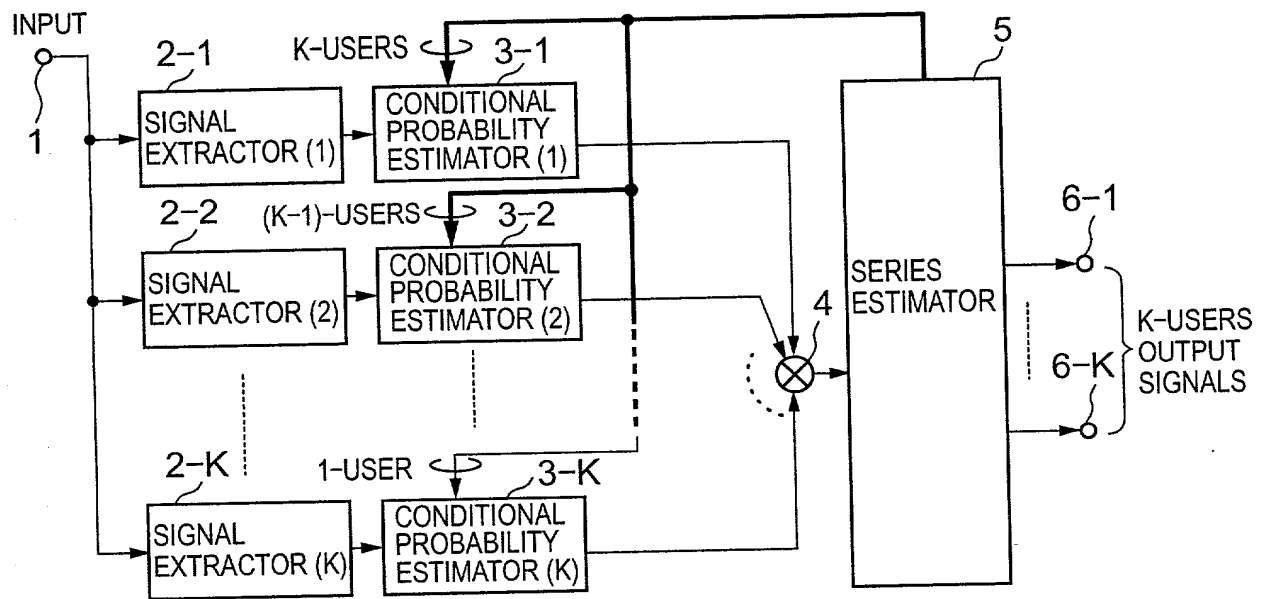 INPUT
1
2-1
SIGNAL
EXTRACTOR (1)
K-USERS
3-1
CONDITIONAL
PROBABILITY
ESTIMATOR (1)
5
2-2
SIGNAL
EXTRACTOR (2)
(K-1)-USERS
3-2
CONDITIONAL
PROBABILITY
ESTIMATOR (2)
4
SERIES
ESTIMATOR
6-1
6-K
K-USERS
OUTPUT
SIGNALS
2-K
SIGNAL
EXTRACTOR (K)
1-USER
3-K
CONDITIONAL
PROBABILITY
ESTIMATOR (K)